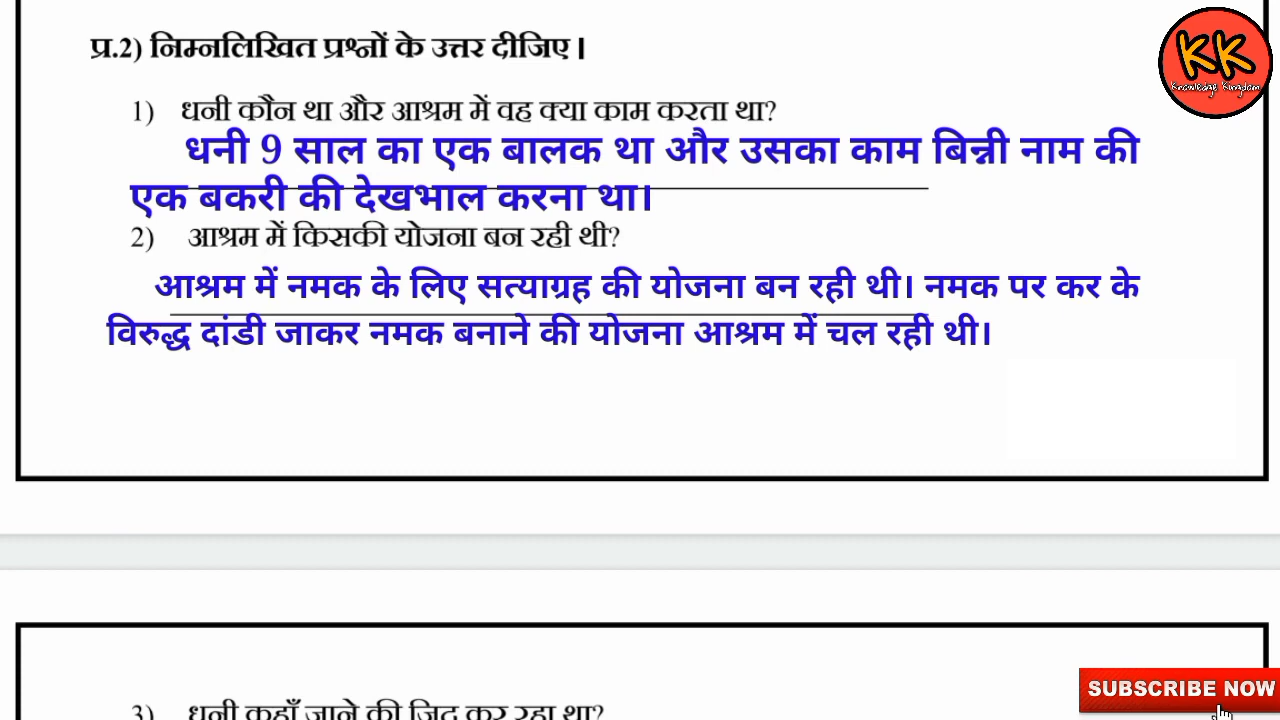 प्र.2) निम्नलिखित प्रश्नों के उत्तर दीजिए।
KK
Knowledge Kingdom
1) धनी कौन था और आश्रम में वह क्या काम करता था?
धनी 9 साल का एक बालक था और उसका काम बिन्नी नाम की
एक बकरी की देखभाल करना था।
2) आश्रम में किसकी योजना बन रही थी?
आश्रम में नमक के लिए सत्याग्रह की योजना बन रही थी। नमक पर कर के
विरुद्ध दांडी जाकर नमक बनाने की योजना आश्रम में चल रही थी।
SUBSCRIBE NOW
3) धनी कहाँ जाने की जिद कर रहा था?